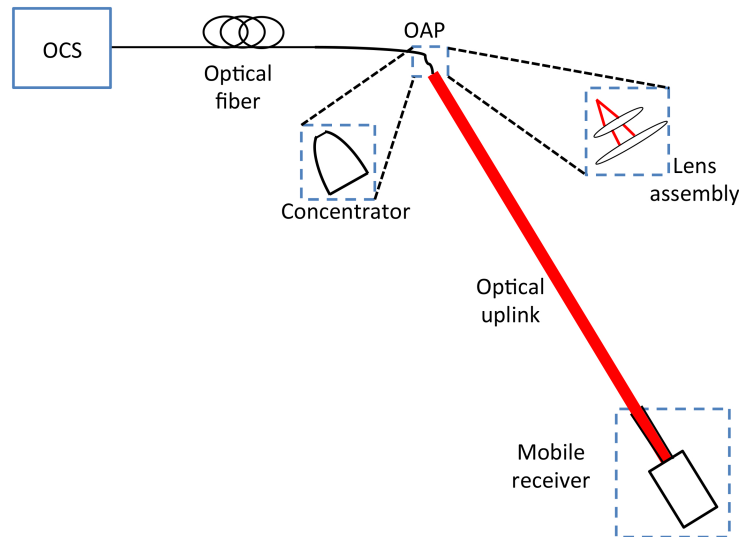 OAP
OCS
Optical
fiber
Lens
assembly
Concentrator
Optical
uplink
Mobile
receiver